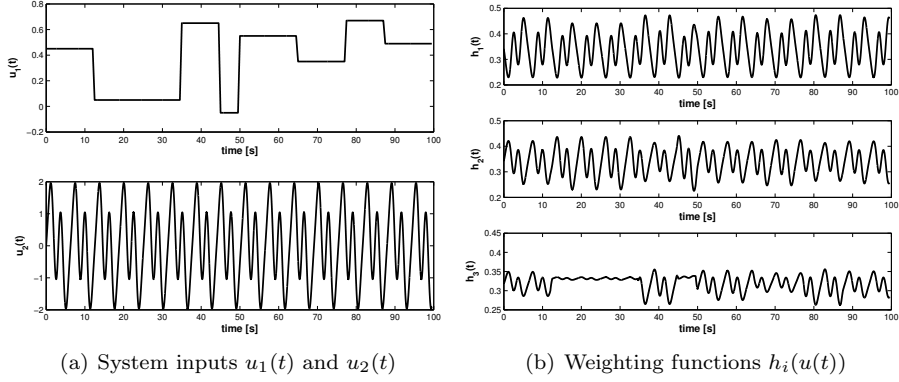 0.8
0.6
0.4
0.2
0
−0.2
u1(t)
0 10 20 30 40 50 60 70 80 90 100
time [s]
2
1
0
−1
−2
u2(t)
0 10 20 30 40 50 60 70 80 90 100
time [s]
(a) System inputs u1(t) and u2(t)
0.5
0.4
0.3
0.2
h1(t)
0 10 20 30 40 50 60 70 80 90 100
time [s]
0.5
0.4
0.3
0.2
h2(t)
0 10 20 30 40 50 60 70 80 90 100
time [s]
0.45
0.4
0.35
0.3
0.25
h3(t)
0 10 20 30 40 50 60 70 80 90 100
time [s]
(b) Weighting functions hi(u(t))